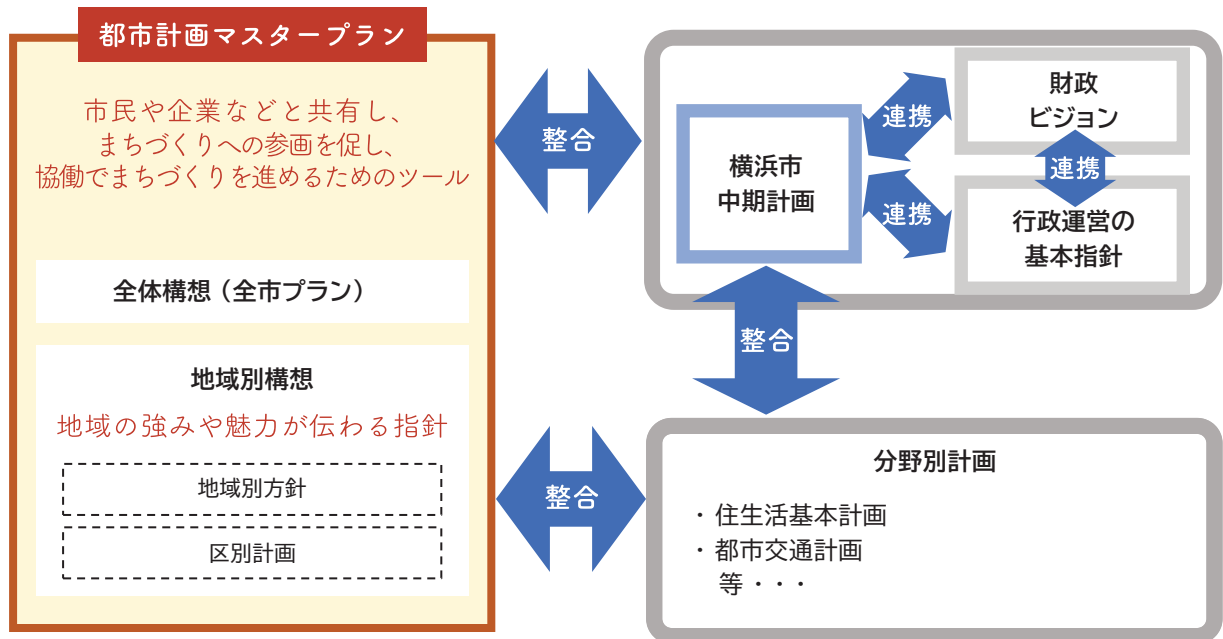 都市計画マスタープラン
市民や企業などと共有し、
まちづくりへの参画を促し、
協働でまちづくりを進めるためのツール
全体構想（全市プラン）
地域別構想
地域の強みや魅力が伝わる指針
地域別方針
区別計画
整合
整合
横浜市
中期計画
連携
連携
財政
ビジョン
連携
行政運営の
基本指針
整合
分野別計画
・ 住生活基本計画
・ 都市交通計画
等・・・